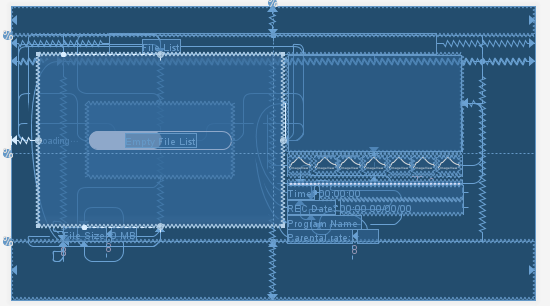 File List
Loading
Empty File List
Time: 00:00:00
REC Date: 00:00 00/00/00
Program Name:
Parental rate:
File Size: 0 MB